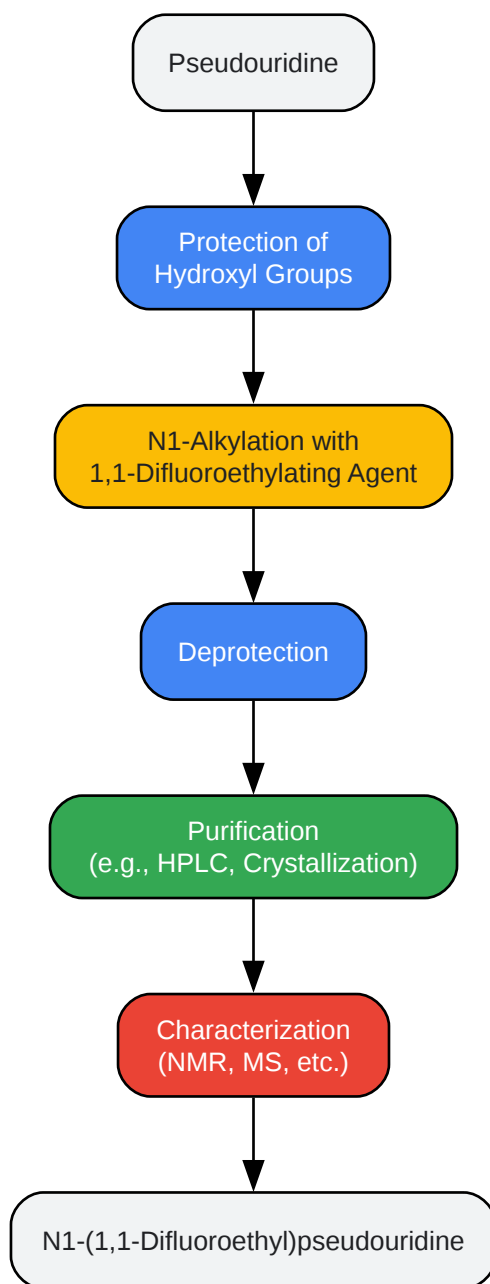 Pseudouridine
Protection of
Hydroxyl Groups
N1-Alkylation with
1,1-Difluoroethylating Agent
Deprotection
Purification
(e.g., HPLC, Crystallization)
Characterization
(NMR, MS, etc.)
N1-(1,1-Difluoroethyl)pseudouridine